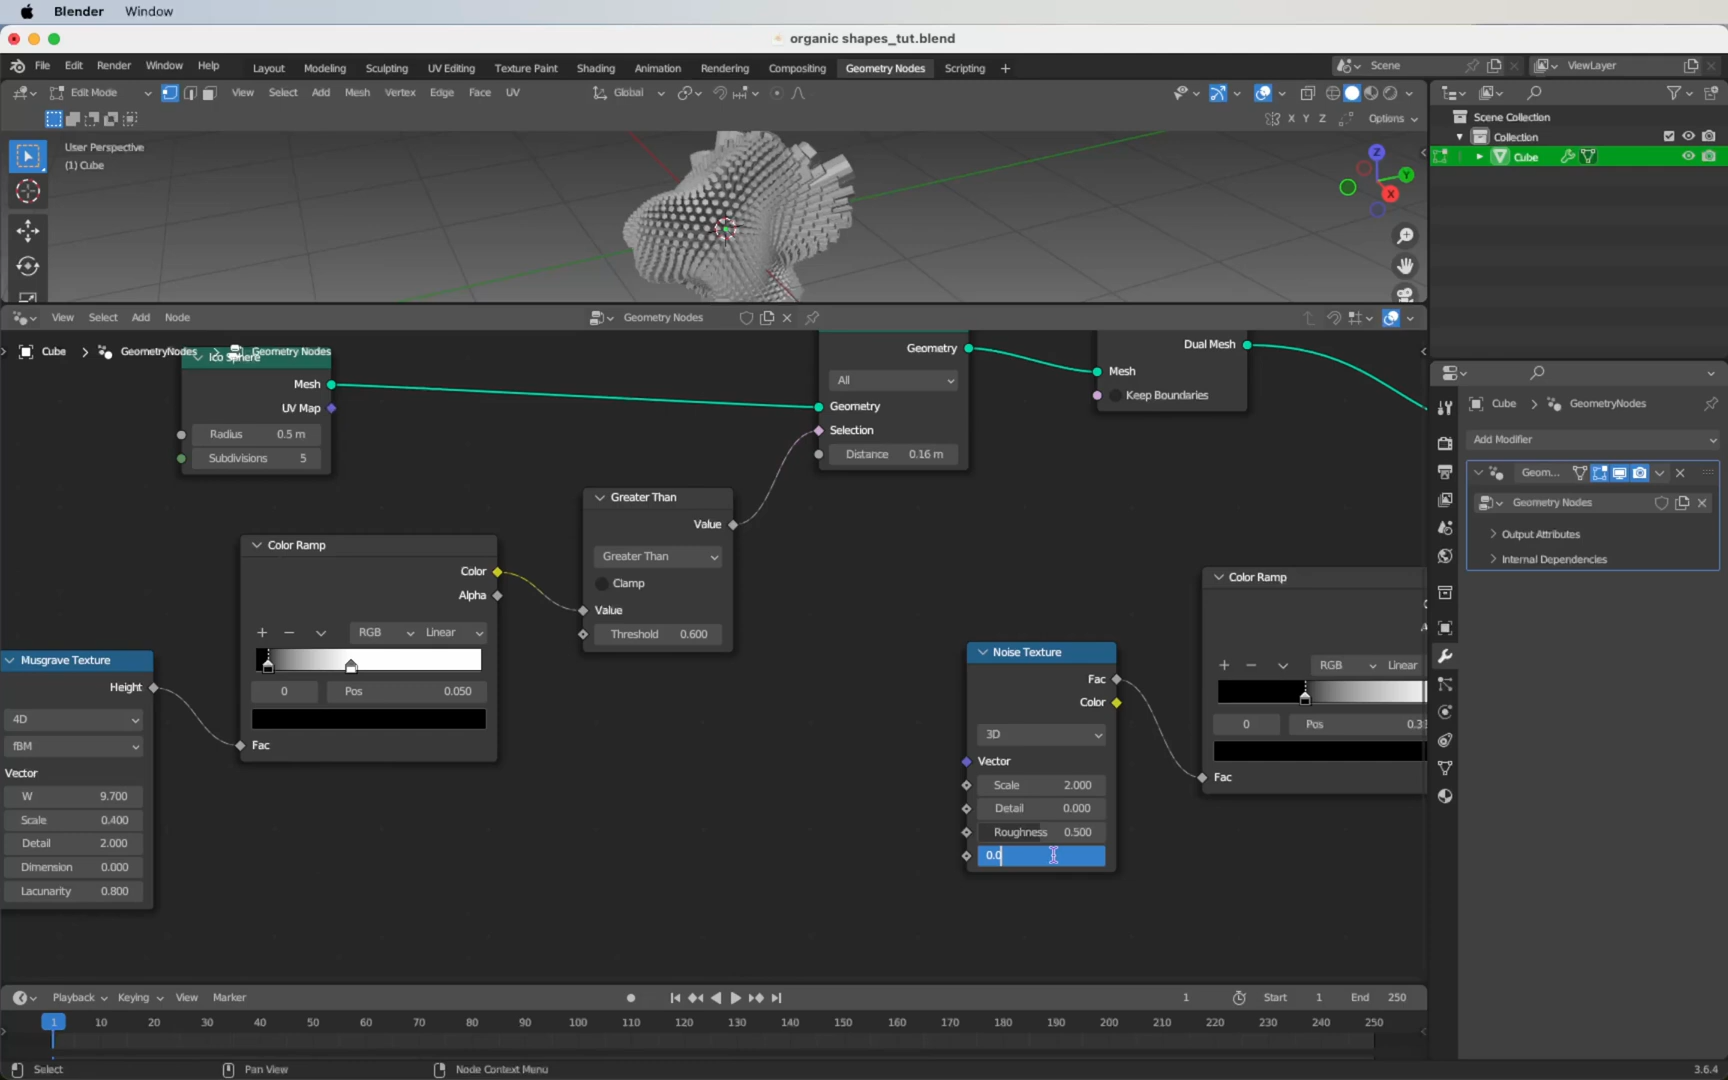 Blender Window
organic shapes_tut.blend
File Edit Render Window Help Layout Modeling Sculpting UV Editing Texture Paint Shading Animation Rendering Compositing Geometry Nodes Scripting + Scene ViewLayer
Edit Mode View Select Add Mesh Vertex Edge Face UV Global
X Y Z Options
Scene Collection
Collection
Cube
User Perspective
(1) Cube
Z
Y
X
View Select Add Node Geometry Nodes
Cube > GeometryNodes > Geometry Nodes
Ico Sphere
Mesh
UV Map
Radius 0.5 m
Subdivisions 5
Geometry
All
Geometry
Selection
Distance 0.16 m
Dual Mesh
Mesh
Keep Boundaries
Greater Than
Value
Greater Than
Clamp
Value
Threshold 0.600
Color Ramp
Color
Alpha
RGB Linear
0 Pos 0.050
Fac
Musgrave Texture
Height
4D
fBM
Vector
W 9.700
Scale 0.400
Detail 2.000
Dimension 0.000
Lacunarity 0.800
Noise Texture
Fac
Color
3D
Vector
Scale 2.000
Detail 0.000
Roughness 0.500
0.0
Color Ramp
RGB Linear
0 Pos
Fac
Cube > GeometryNodes
Add Modifier
Geom...
Geometry Nodes
Output Attributes
Internal Dependencies
Playback Keying View Marker 1 Start 1 End 250
1 10 20 30 40 50 60 70 80 90 100 110 120 130 140 150 160 170 180 190 200 210 220 230 240 250
Select Pan View Node Context Menu 3.6.4